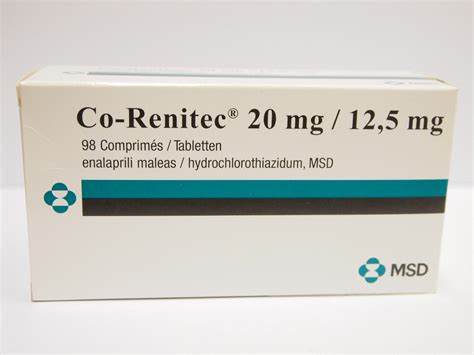 Co-Renitec® 20 mg / 12,5 mg
98 Comprimés / Tabletten
enalaprili maleas / hydrochlorothiazidum, MSD
MSD